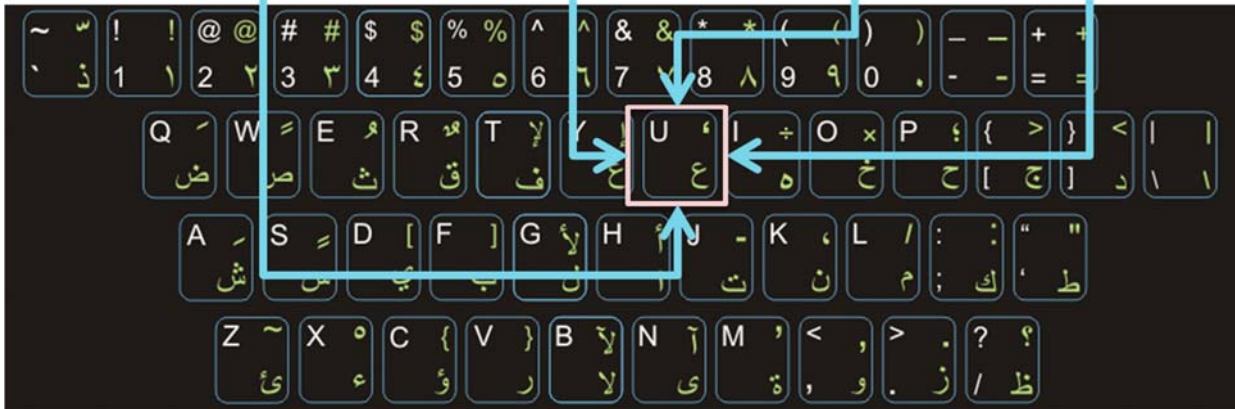 ~ ّ ! ! @ @ # # $ $ % % ^ ^ & & * * ( ( ) ) _ _ + +
` ذ 1 ١ 2 ٢ 3 ٣ 4 ٤ 5 ٥ 6 ٦ 7 8 ٨ 9 ٩ 0 ٠ - - = =
Q َ W ً E ُ R ٌ T لإ Y إ U ‘ I ÷ O × P ؛ { > } < | |
ض ص ث ق ف غ ع ه خ ح [ ج ] د \ \
A ِ S ٍ D [ F ] G لأ H أ J - K ، L / : : " "
ش س ي ب ل ا ت ن م ; ك ' ط
Z ~ X ْ C { V } B لآ N آ M ’ < , > . ? ؟
ئ ء ؤ ر لا ى ة , و . ز / ظ